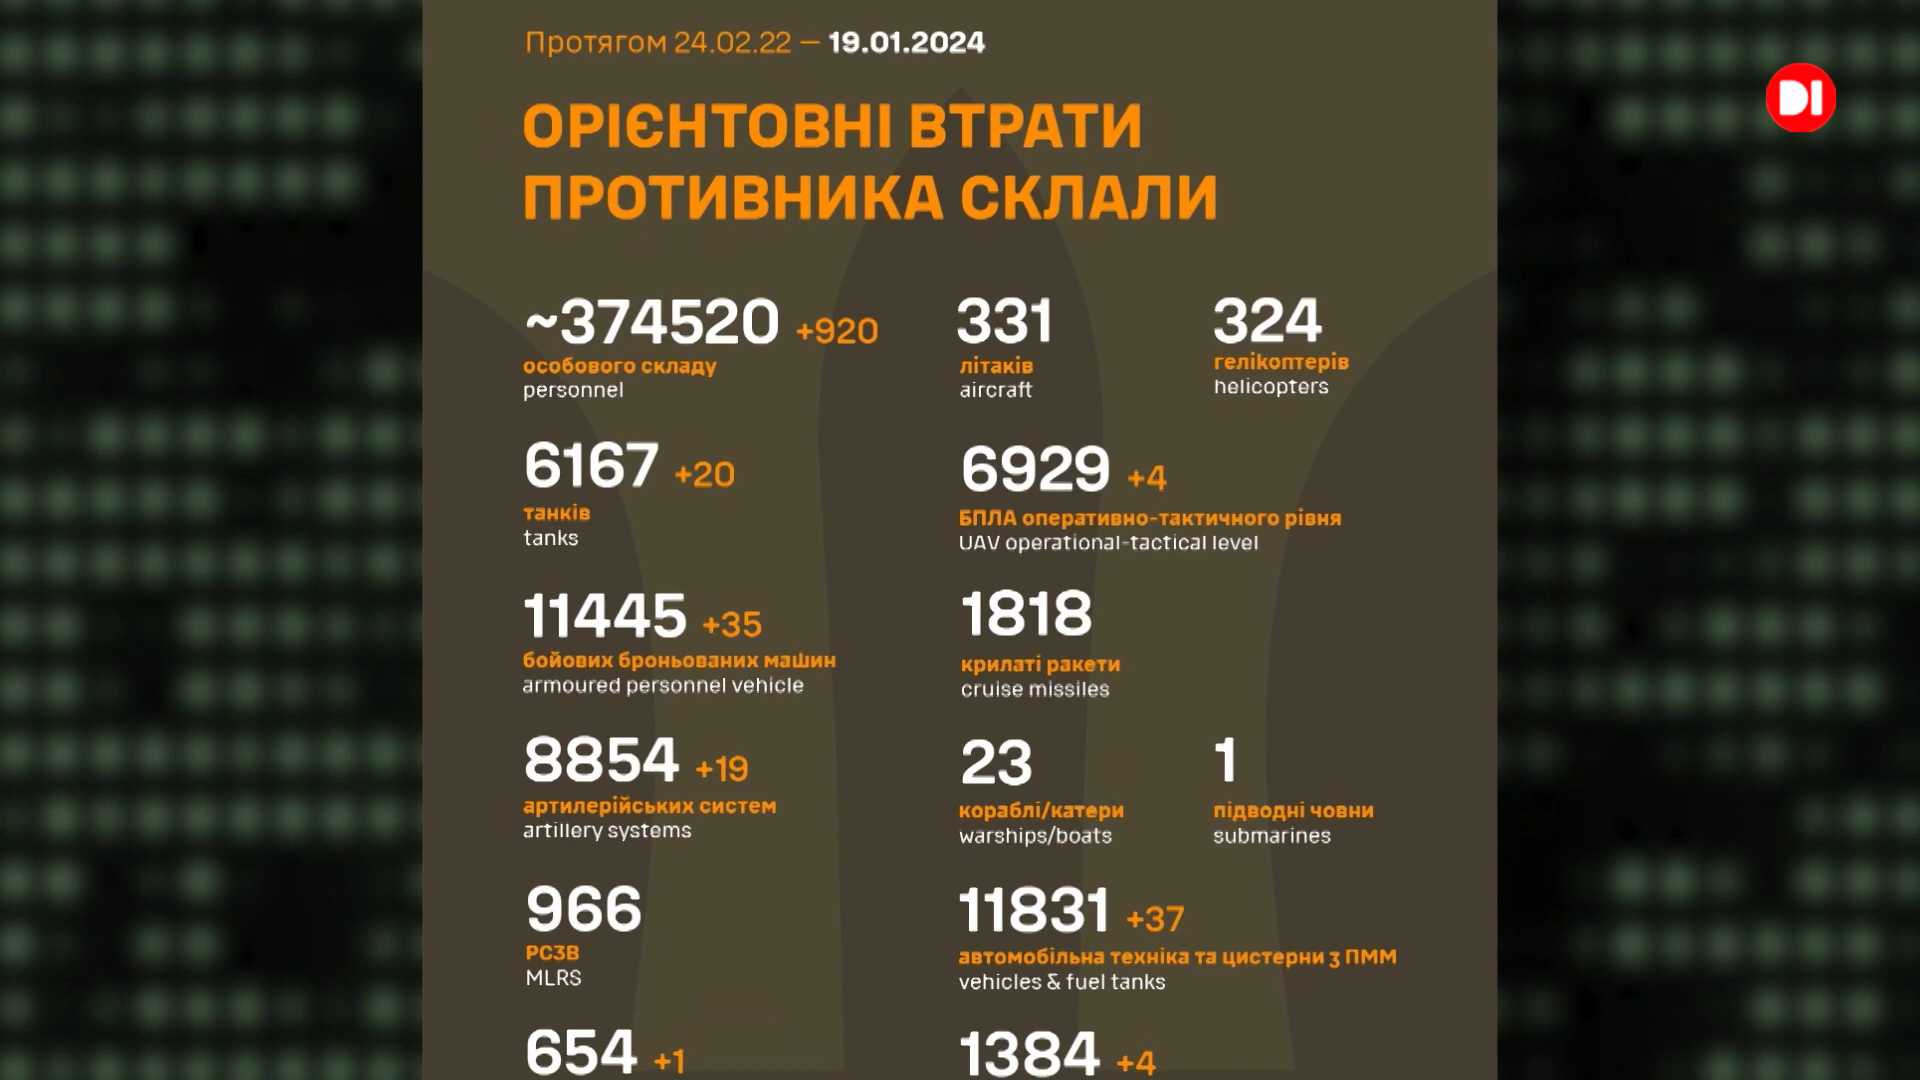 Протягом 24.02.22 – 19.01.2024
DI
ОРІЄНТОВНІ ВТРАТИ
ПРОТИВНИКА СКЛАЛИ
~374520 +920
особового складу
personnel
331
літаків
aircraft
324
гелікоптерів
helicopters
6167 +20
танків
tanks
6929 +4
БПЛА оперативно-тактичного рівня
UAV operational-tactical level
11445 +35
бойових броньованих машин
armoured personnel vehicle
1818
крилаті ракети
cruise missiles
8854 +19
артилерійських систем
artillery systems
23
кораблі/катери
warships/boats
1
підводні човни
submarines
966
РСЗВ
MLRS
11831 +37
автомобільна техніка та цистерни з ПММ
vehicles & fuel tanks
654 +1
1384 +4